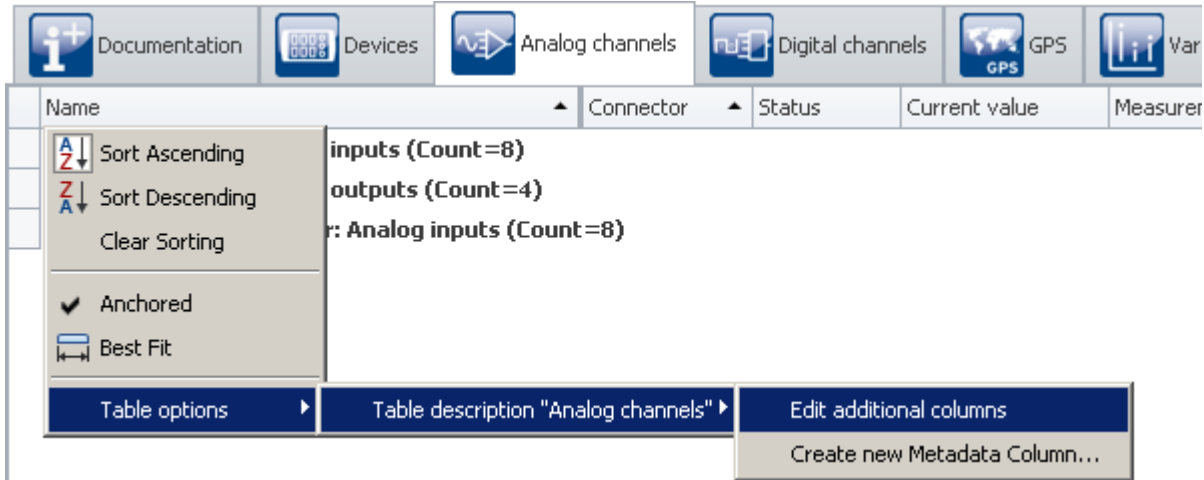 Documentation
Devices
Analog channels
Digital channels
GPS
GPS
Var
Name
Connector
Status
Current value
Measurer
A
Z
Sort Ascending
inputs (Count=8)
Z
A
Sort Descending
outputs (Count=4)
Clear Sorting
r: Analog inputs (Count=8)
Anchored
Best Fit
Table options
Table description "Analog channels"
Edit additional columns
Create new Metadata Column...